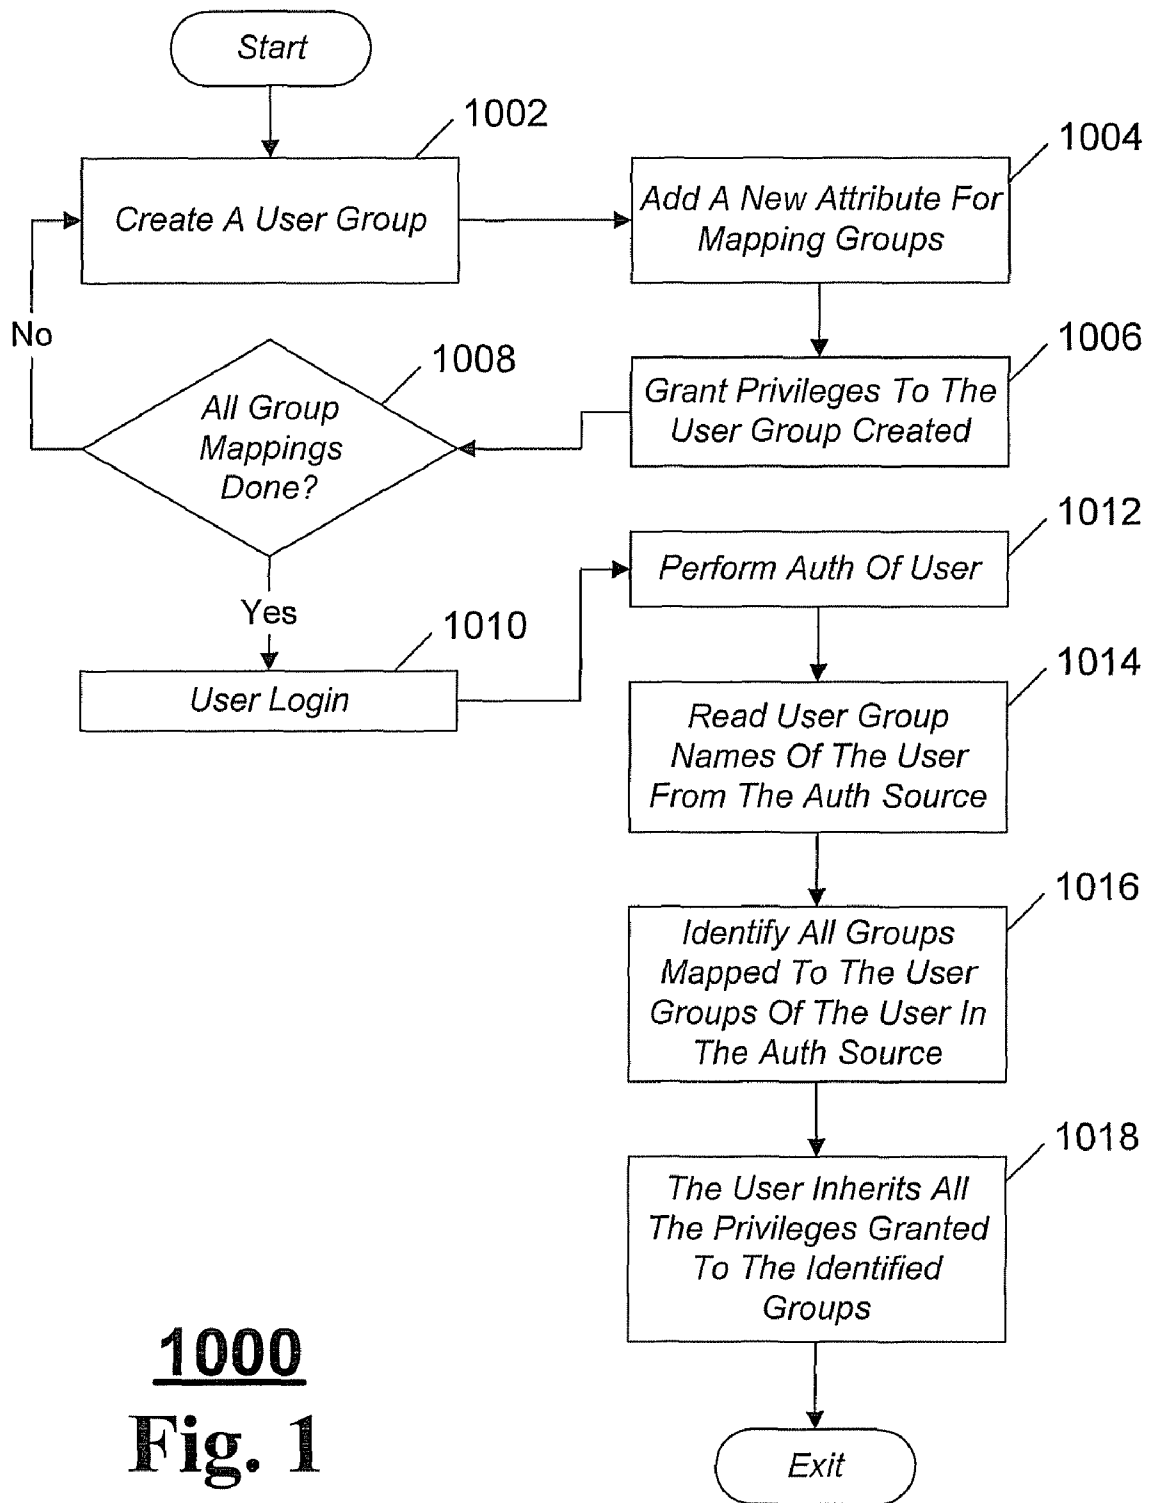 Start
1002
Create A User Group
1004
Add A New Attribute For
Mapping Groups
No
1006
Grant Privileges To The
User Group Created
1008
All Group
Mappings
Done?
Yes
1010
User Login
1012
Perform Auth Of User
1014
Read User Group
Names Of The User
From The Auth Source
1016
Identify All Groups
Mapped To The User
Groups Of The User In
The Auth Source
1018
The User Inherits All
The Privileges Granted
To The Identified
Groups
Exit
1000
Fig. 1